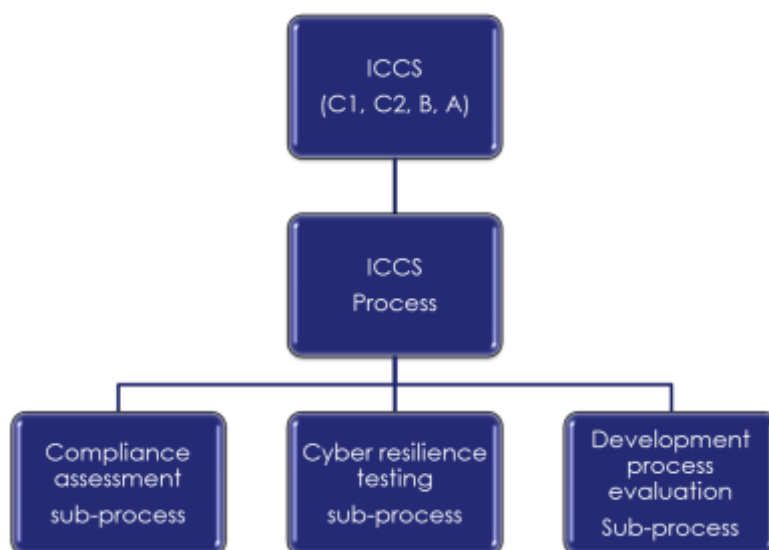 ICCS
(C1, C2, B, A)
ICCS
Process
Compliance
assessment
sub-process
Cyber resilience
testing
sub-process
Development
process
evaluation
Sub-process